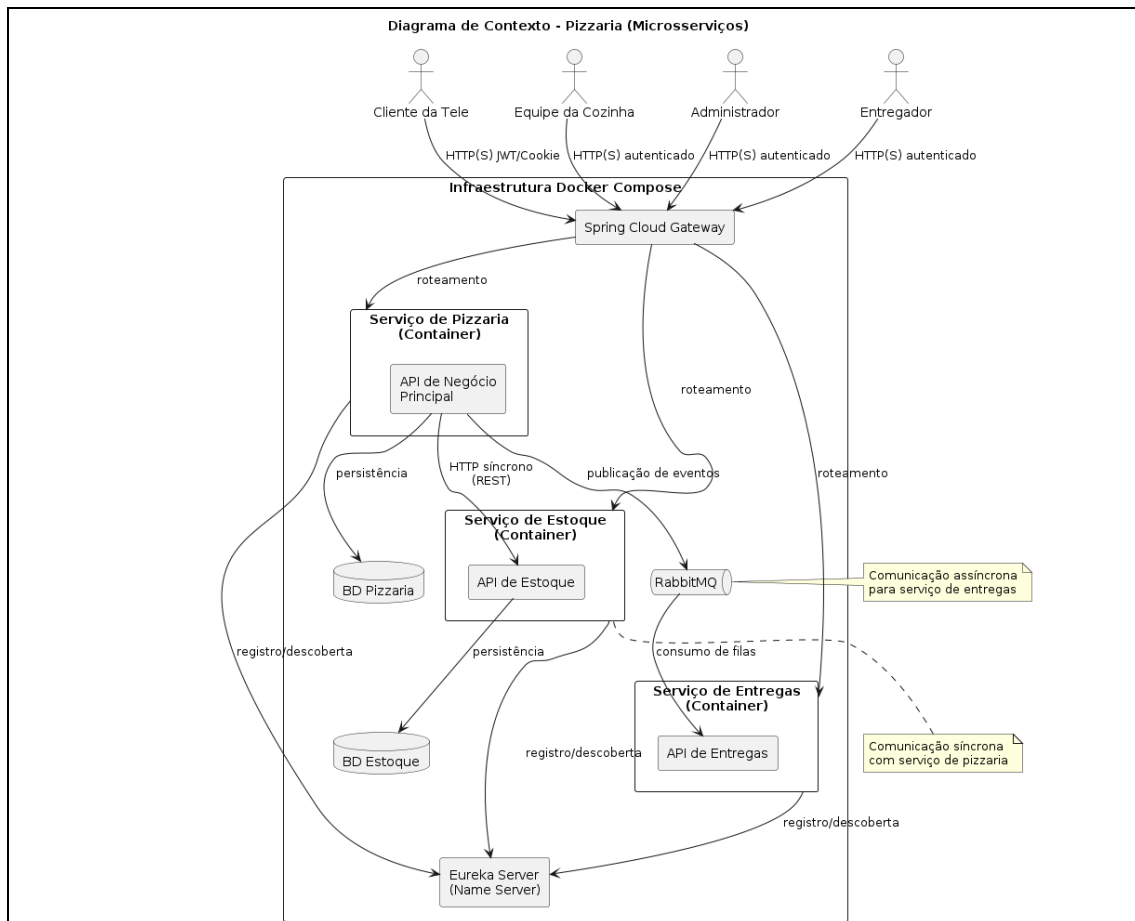 Diagrama de Contexto - Pizzaria (Microsserviços)
Cliente da Tele
Equipe da Cozinha
Administrador
Entregador
HTTP(S) JWT/Cookie
HTTP(S) autenticado
HTTP(S) autenticado
HTTP(S) autenticado
Infraestrutura Docker Compose
Spring Cloud Gateway
roteamento
Serviço de Pizzaria
(Container)
API de Negócio
Principal
roteamento
roteamento
persistência
HTTP síncrono
(REST)
publicação de eventos
Serviço de Estoque
(Container)
API de Estoque
BD Pizzaria
RabbitMQ
Comunicação assíncrona
para serviço de entregas
registro/descoberta
persistência
consumo de filas
Serviço de Entregas
(Container)
API de Entregas
BD Estoque
registro/descoberta
Comunicação síncrona
com serviço de pizzaria
registro/descoberta
Eureka Server
(Name Server)